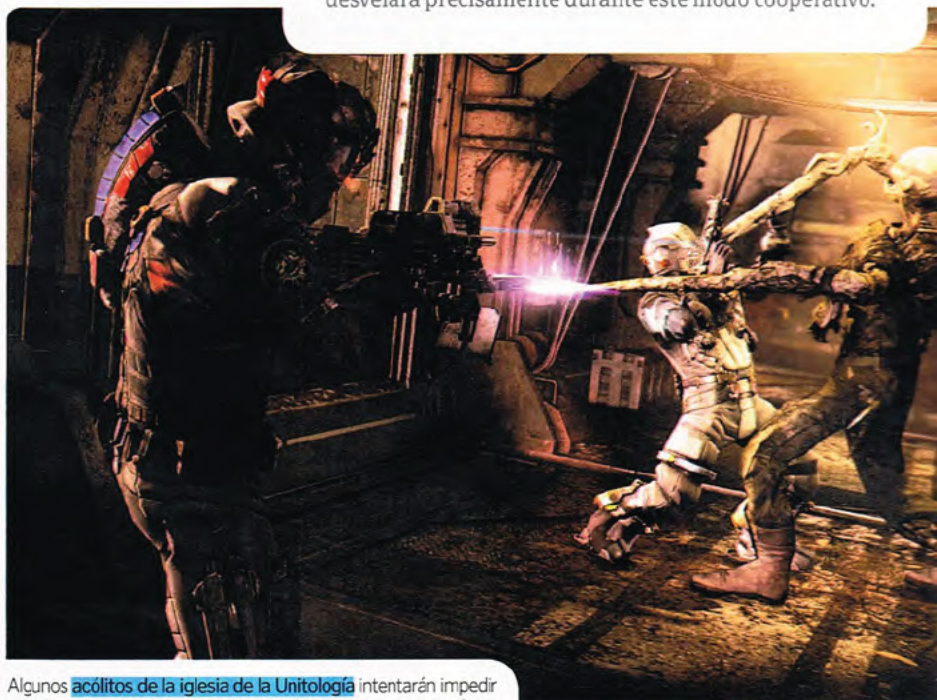 desvelará precisamente durante este modo cooperativo.
Algunos acólitos de la iglesia de la Unitología intentarán impedir